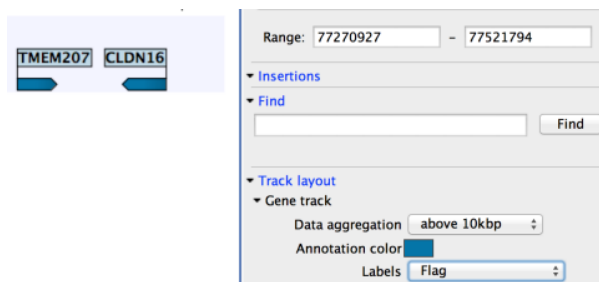 TMEM207 CLDN16
Range: 77270927 - 77521794
Insertions
Find
Find
Track layout
Gene track
Data aggregation above 10kbp
Annotation color
Labels Flag